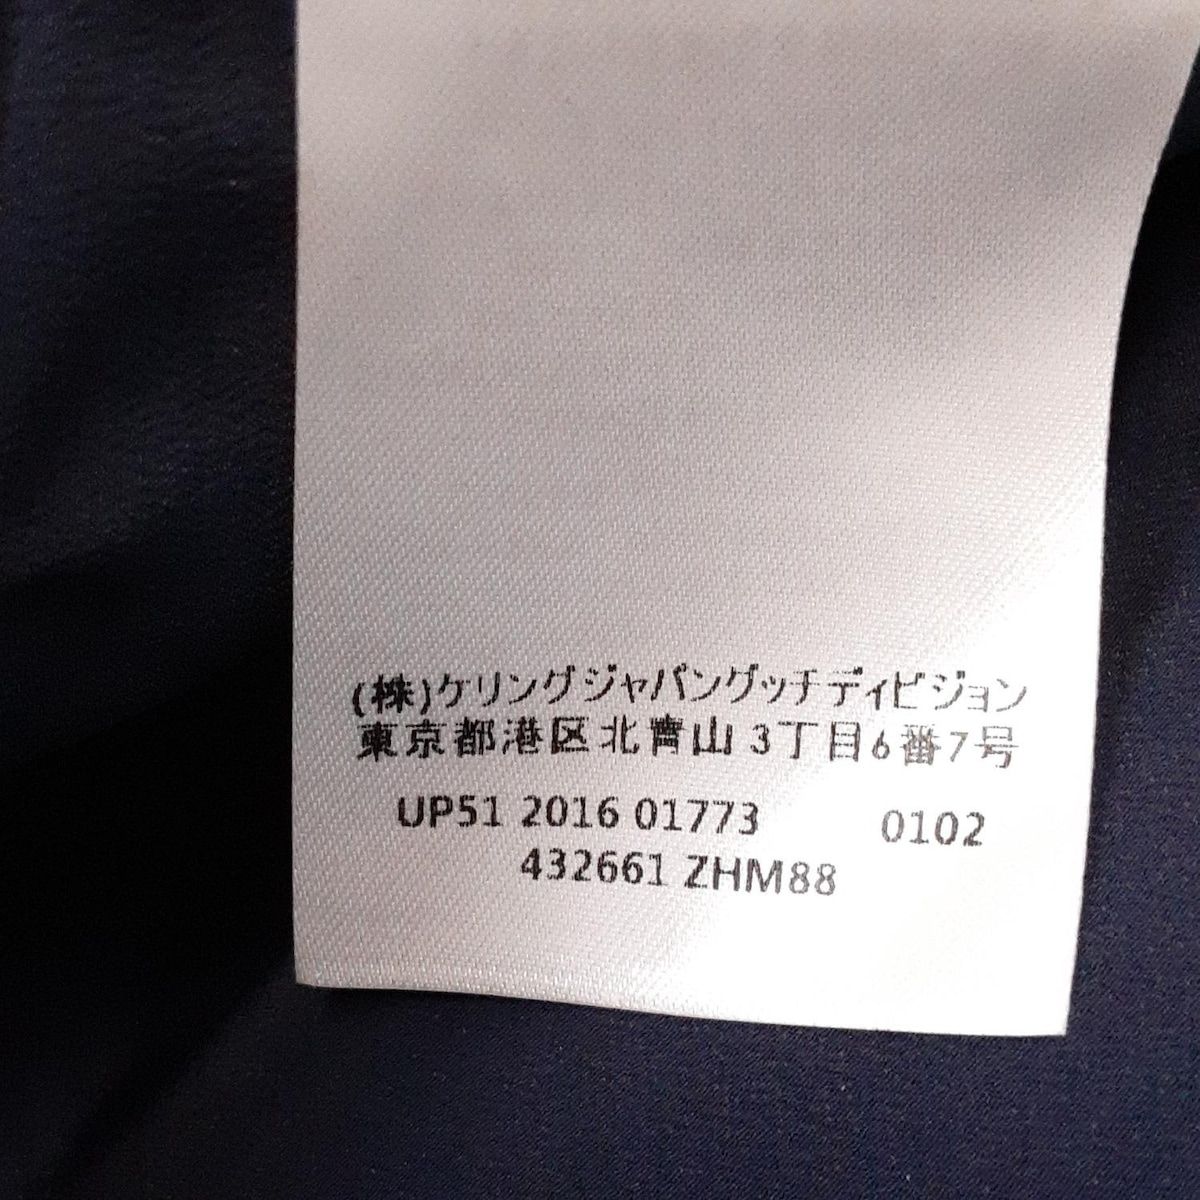 (株)ケリングジャパングッチディビジョン
東京都港区北青山3丁目6番7号
UP51 2016 01773 0102
432661 ZHM88